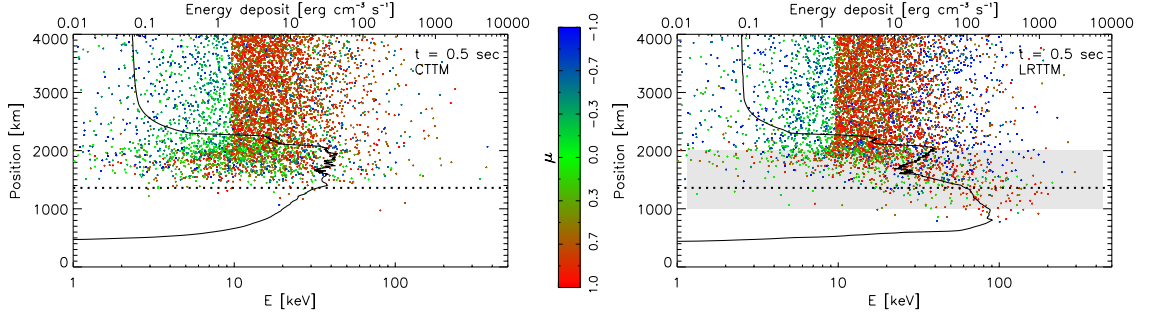 Energy deposit [erg cm⁻³ s⁻¹]
0.01 0.1 1 10 100 1000 10000
4000
3000
2000
1000
0
Position [km]
t = 0.5 sec
CTTM
1 10 100
E [keV]
μ
-1.0
-0.7
-0.3
0.0
0.3
0.7
1.0
Energy deposit [erg cm⁻³ s⁻¹]
0.01 0.1 1 10 100 1000 10000
4000
3000
2000
1000
0
Position [km]
t = 0.5 sec
LRTTM
1 10 100
E [keV]